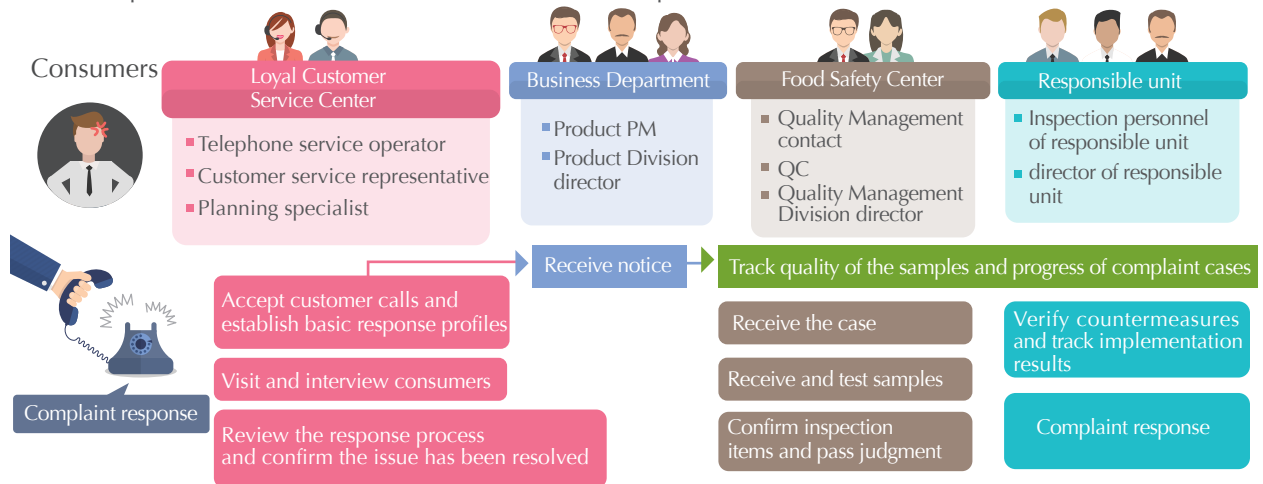 Consumers
Loyal Customer
Service Center
Telephone service operator
Customer service representative
Planning specialist
Business Department
Product PM
Product Division
director
Food Safety Center
Quality Management
contact
QC
Quality Management
Division director
Responsible unit
Inspection personnel
of responsible unit
director of responsible
unit
Complaint response
Accept customer calls and
establish basic response profiles
Visit and interview consumers
Review the response process
and confirm the issue has been resolved
Receive notice
Track quality of the samples and progress of complaint cases
Receive the case
Receive and test samples
Confirm inspection
items and pass judgment
Verify countermeasures
and track implementation
results
Complaint response